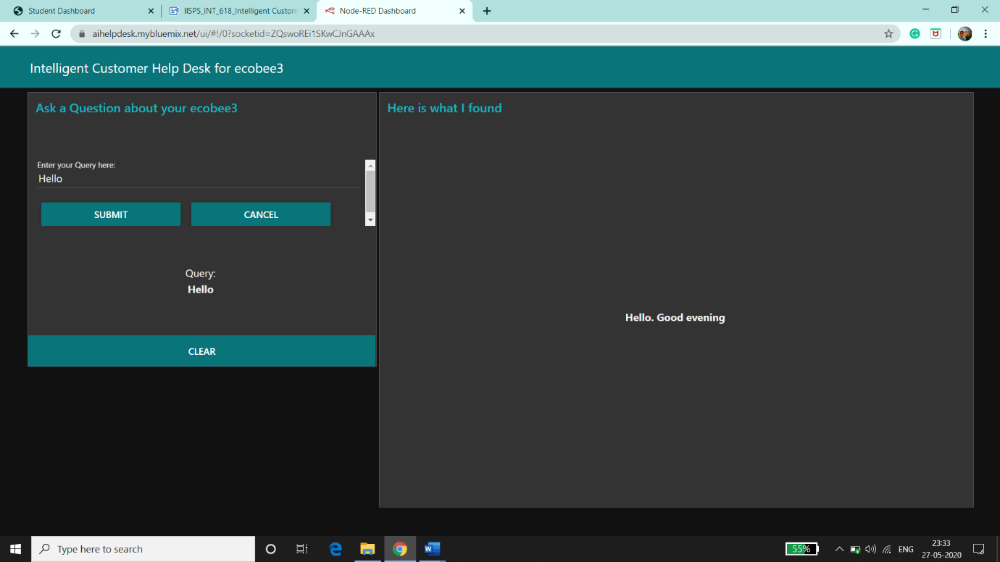 Student Dashboard
IISPS_INT_618_Intelligent Custom
Node-RED Dashboard
aihelpdesk.mybluemix.net/ui/#!/0?socketid=ZQswoREi1SKwCJnGAAAx
Intelligent Customer Help Desk for ecobee3
Ask a Question about your ecobee3
Enter your Query here:
Hello
SUBMIT CANCEL
Query:
Hello
CLEAR
Here is what I found
Hello. Good evening
Type here to search
55%
ENG
23:33
27-05-2020